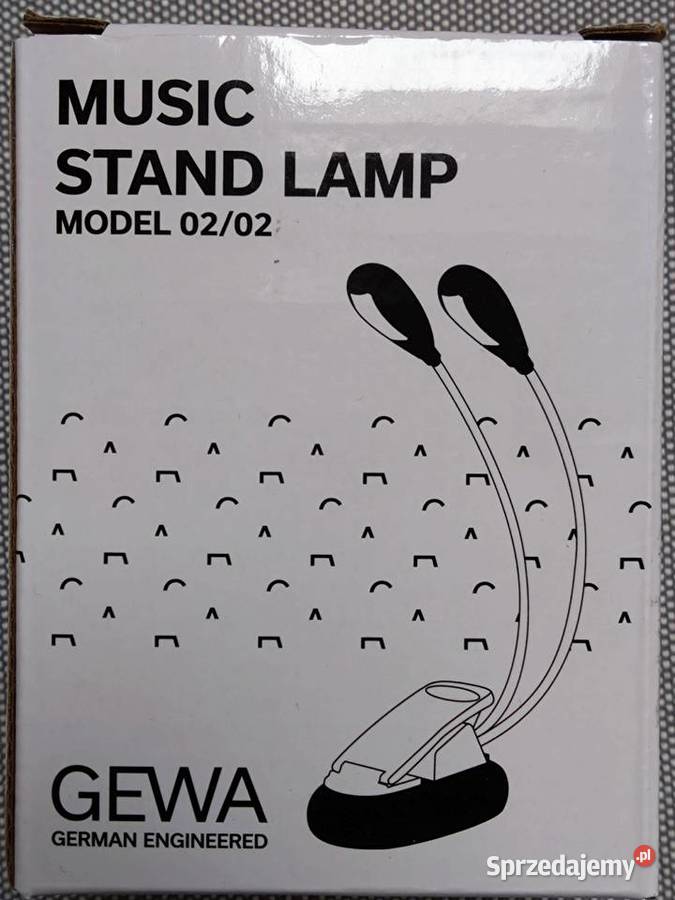 MUSIC
STAND LAMP
MODEL 02/02
GEWA
GERMAN ENGINEERED
Sprzedajemy.pl